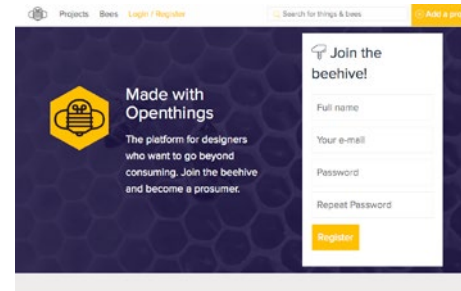 Projects Bees Login / Register Search for things & bees Add a pro
Join the
beehive!
Made with
Openthings
The platform for designers
who want to go beyond
consuming. Join the beehive
and become a prosumer.
Full name
Your e-mail
Password
Repeat Password
Register